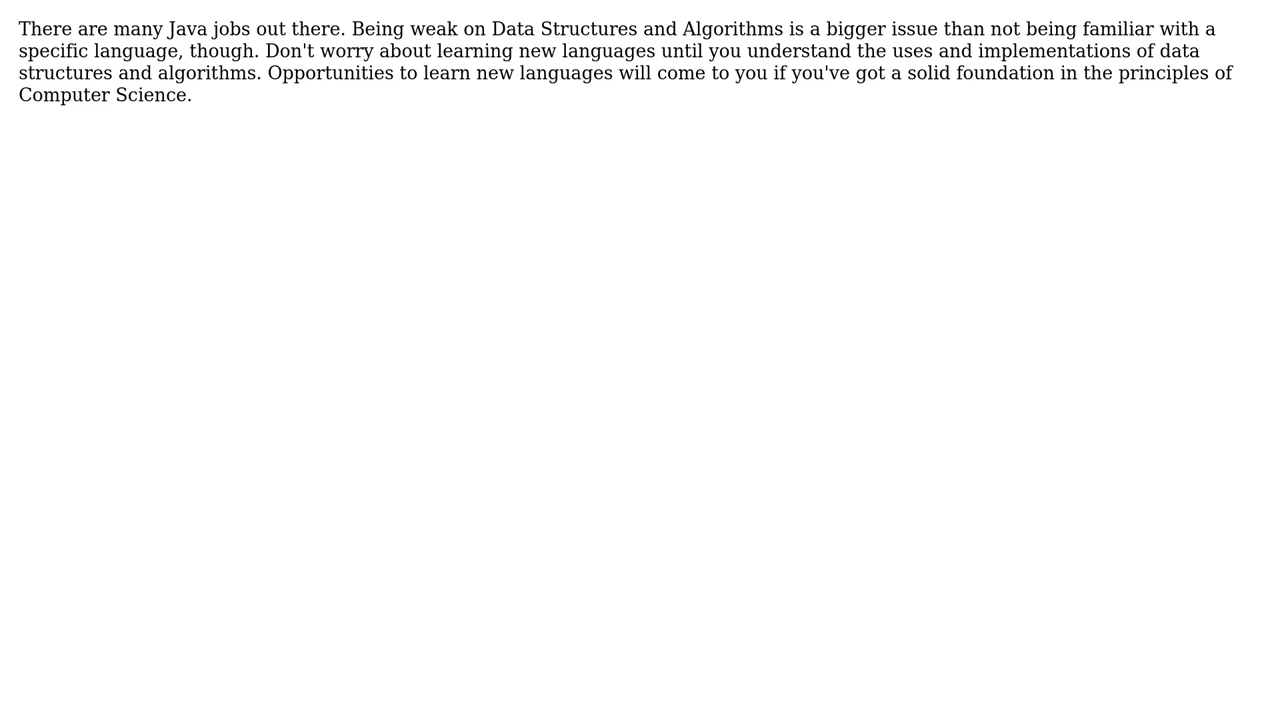 There are many Java jobs out there. Being weak on Data Structures and Algorithms is a bigger issue than not being familiar with a
specific language, though. Don't worry about learning new languages until you understand the uses and implementations of data
structures and algorithms. Opportunities to learn new languages will come to you if you've got a solid foundation in the principles of
Computer Science.